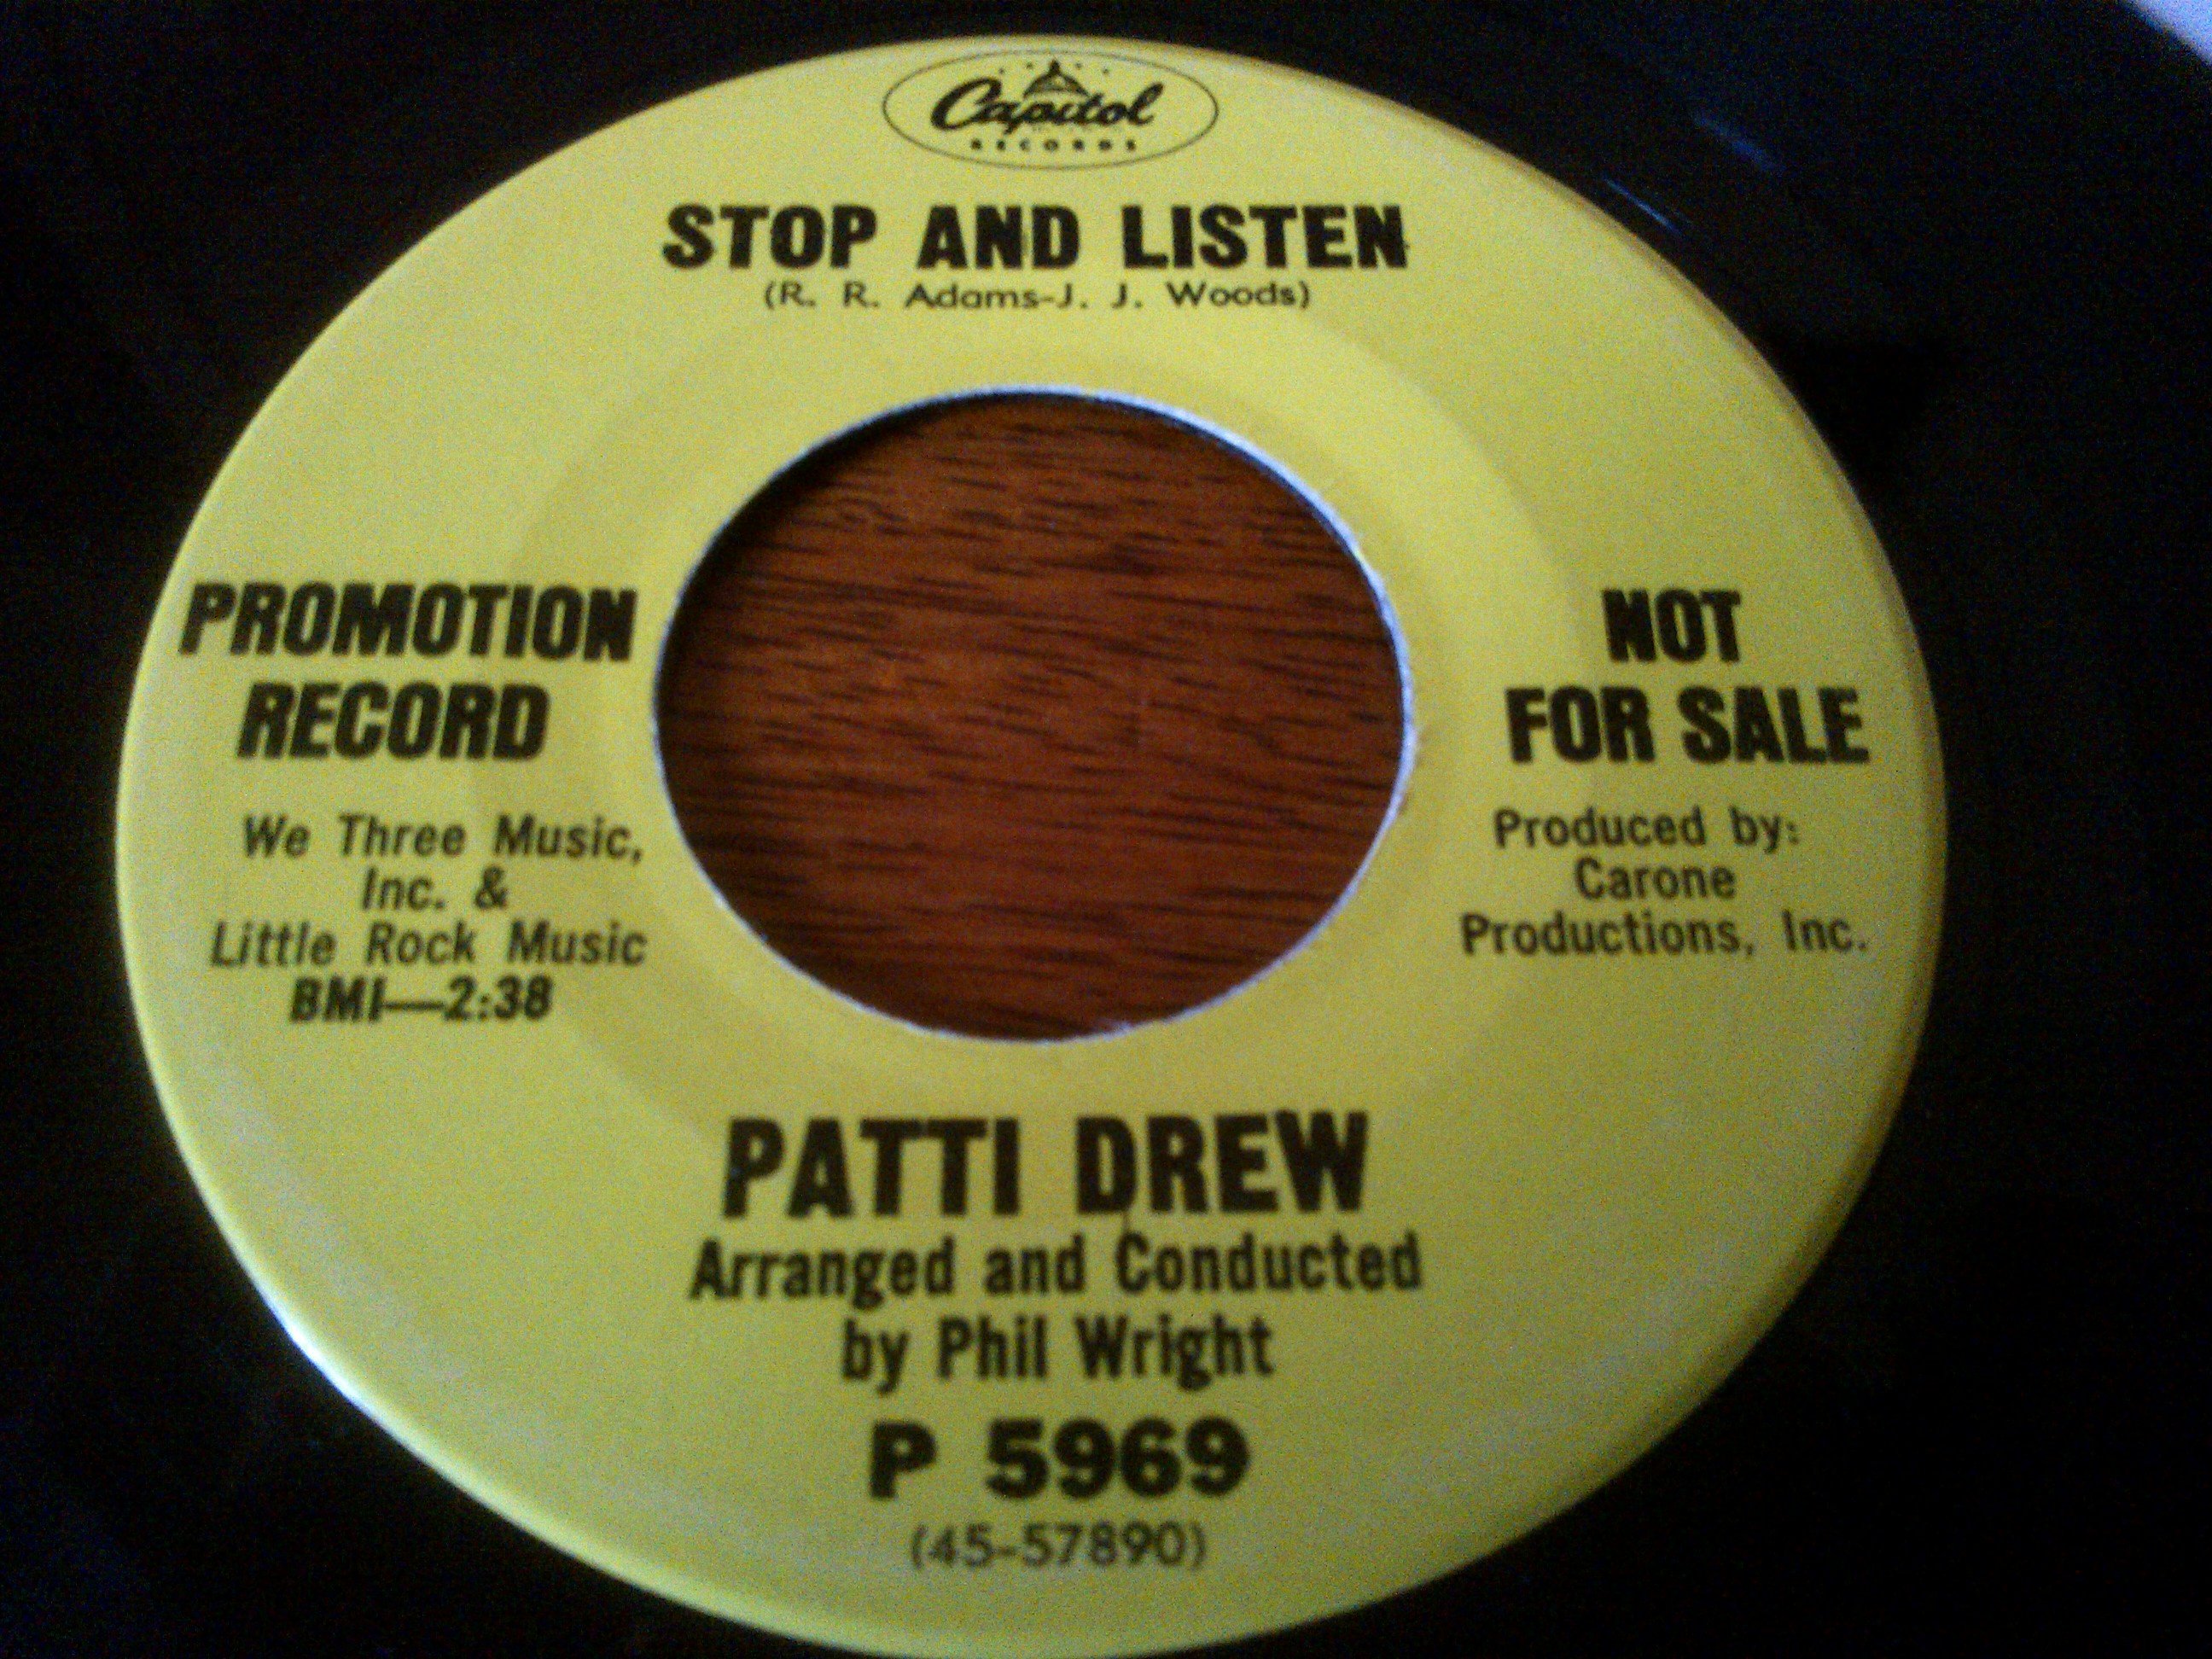 Capitol
RECORDS
STOP AND LISTEN
(R. R. Adams-J. J. Woods)
PROMOTION
RECORD
We Three Music,
Inc. &
Little Rock Music
BMI—2:38
NOT
FOR SALE
Produced by:
Carone
Productions, Inc.
PATTI DREW
Arranged and Conducted
by Phil Wright
P 5969
(45-57890)